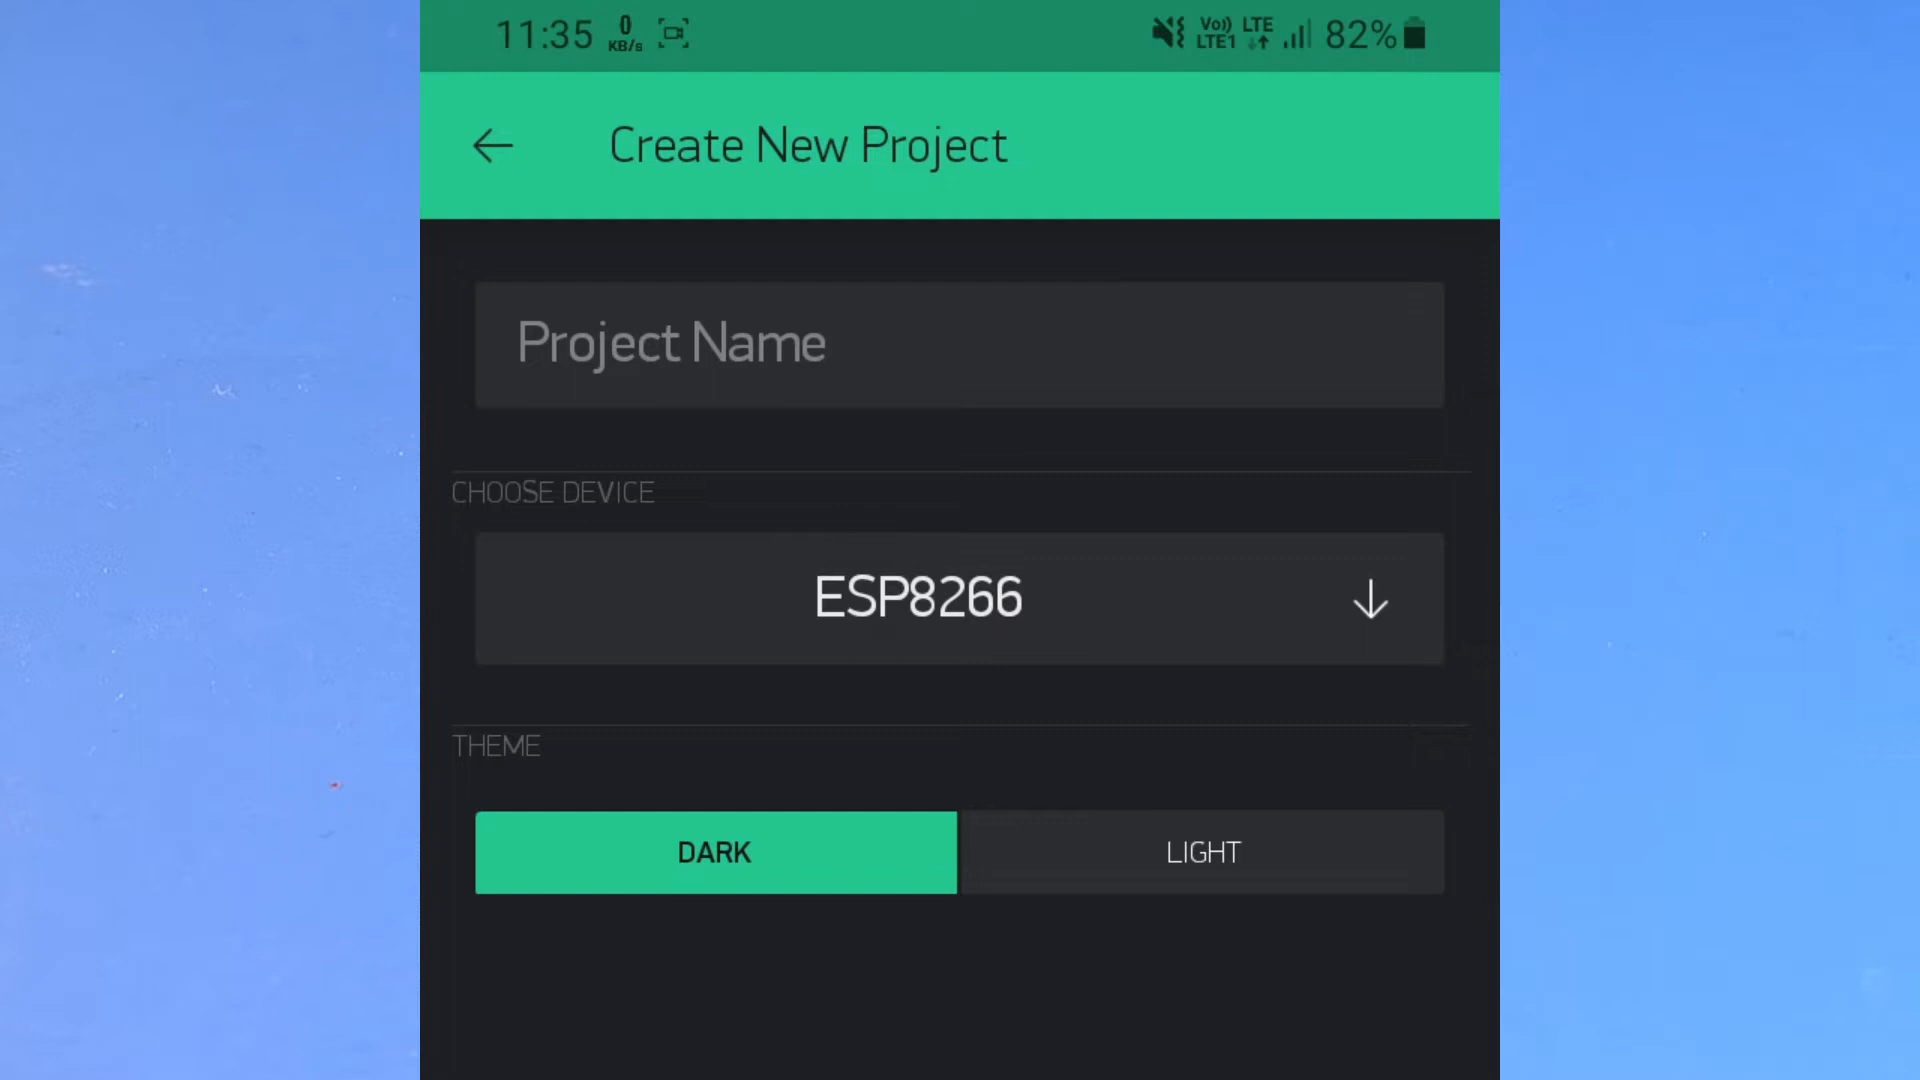 11:35 0 KB/s Vo)) LTE1 LTE 82%
Create New Project
Project Name
CHOOSE DEVICE
ESP8266
THEME
DARK LIGHT